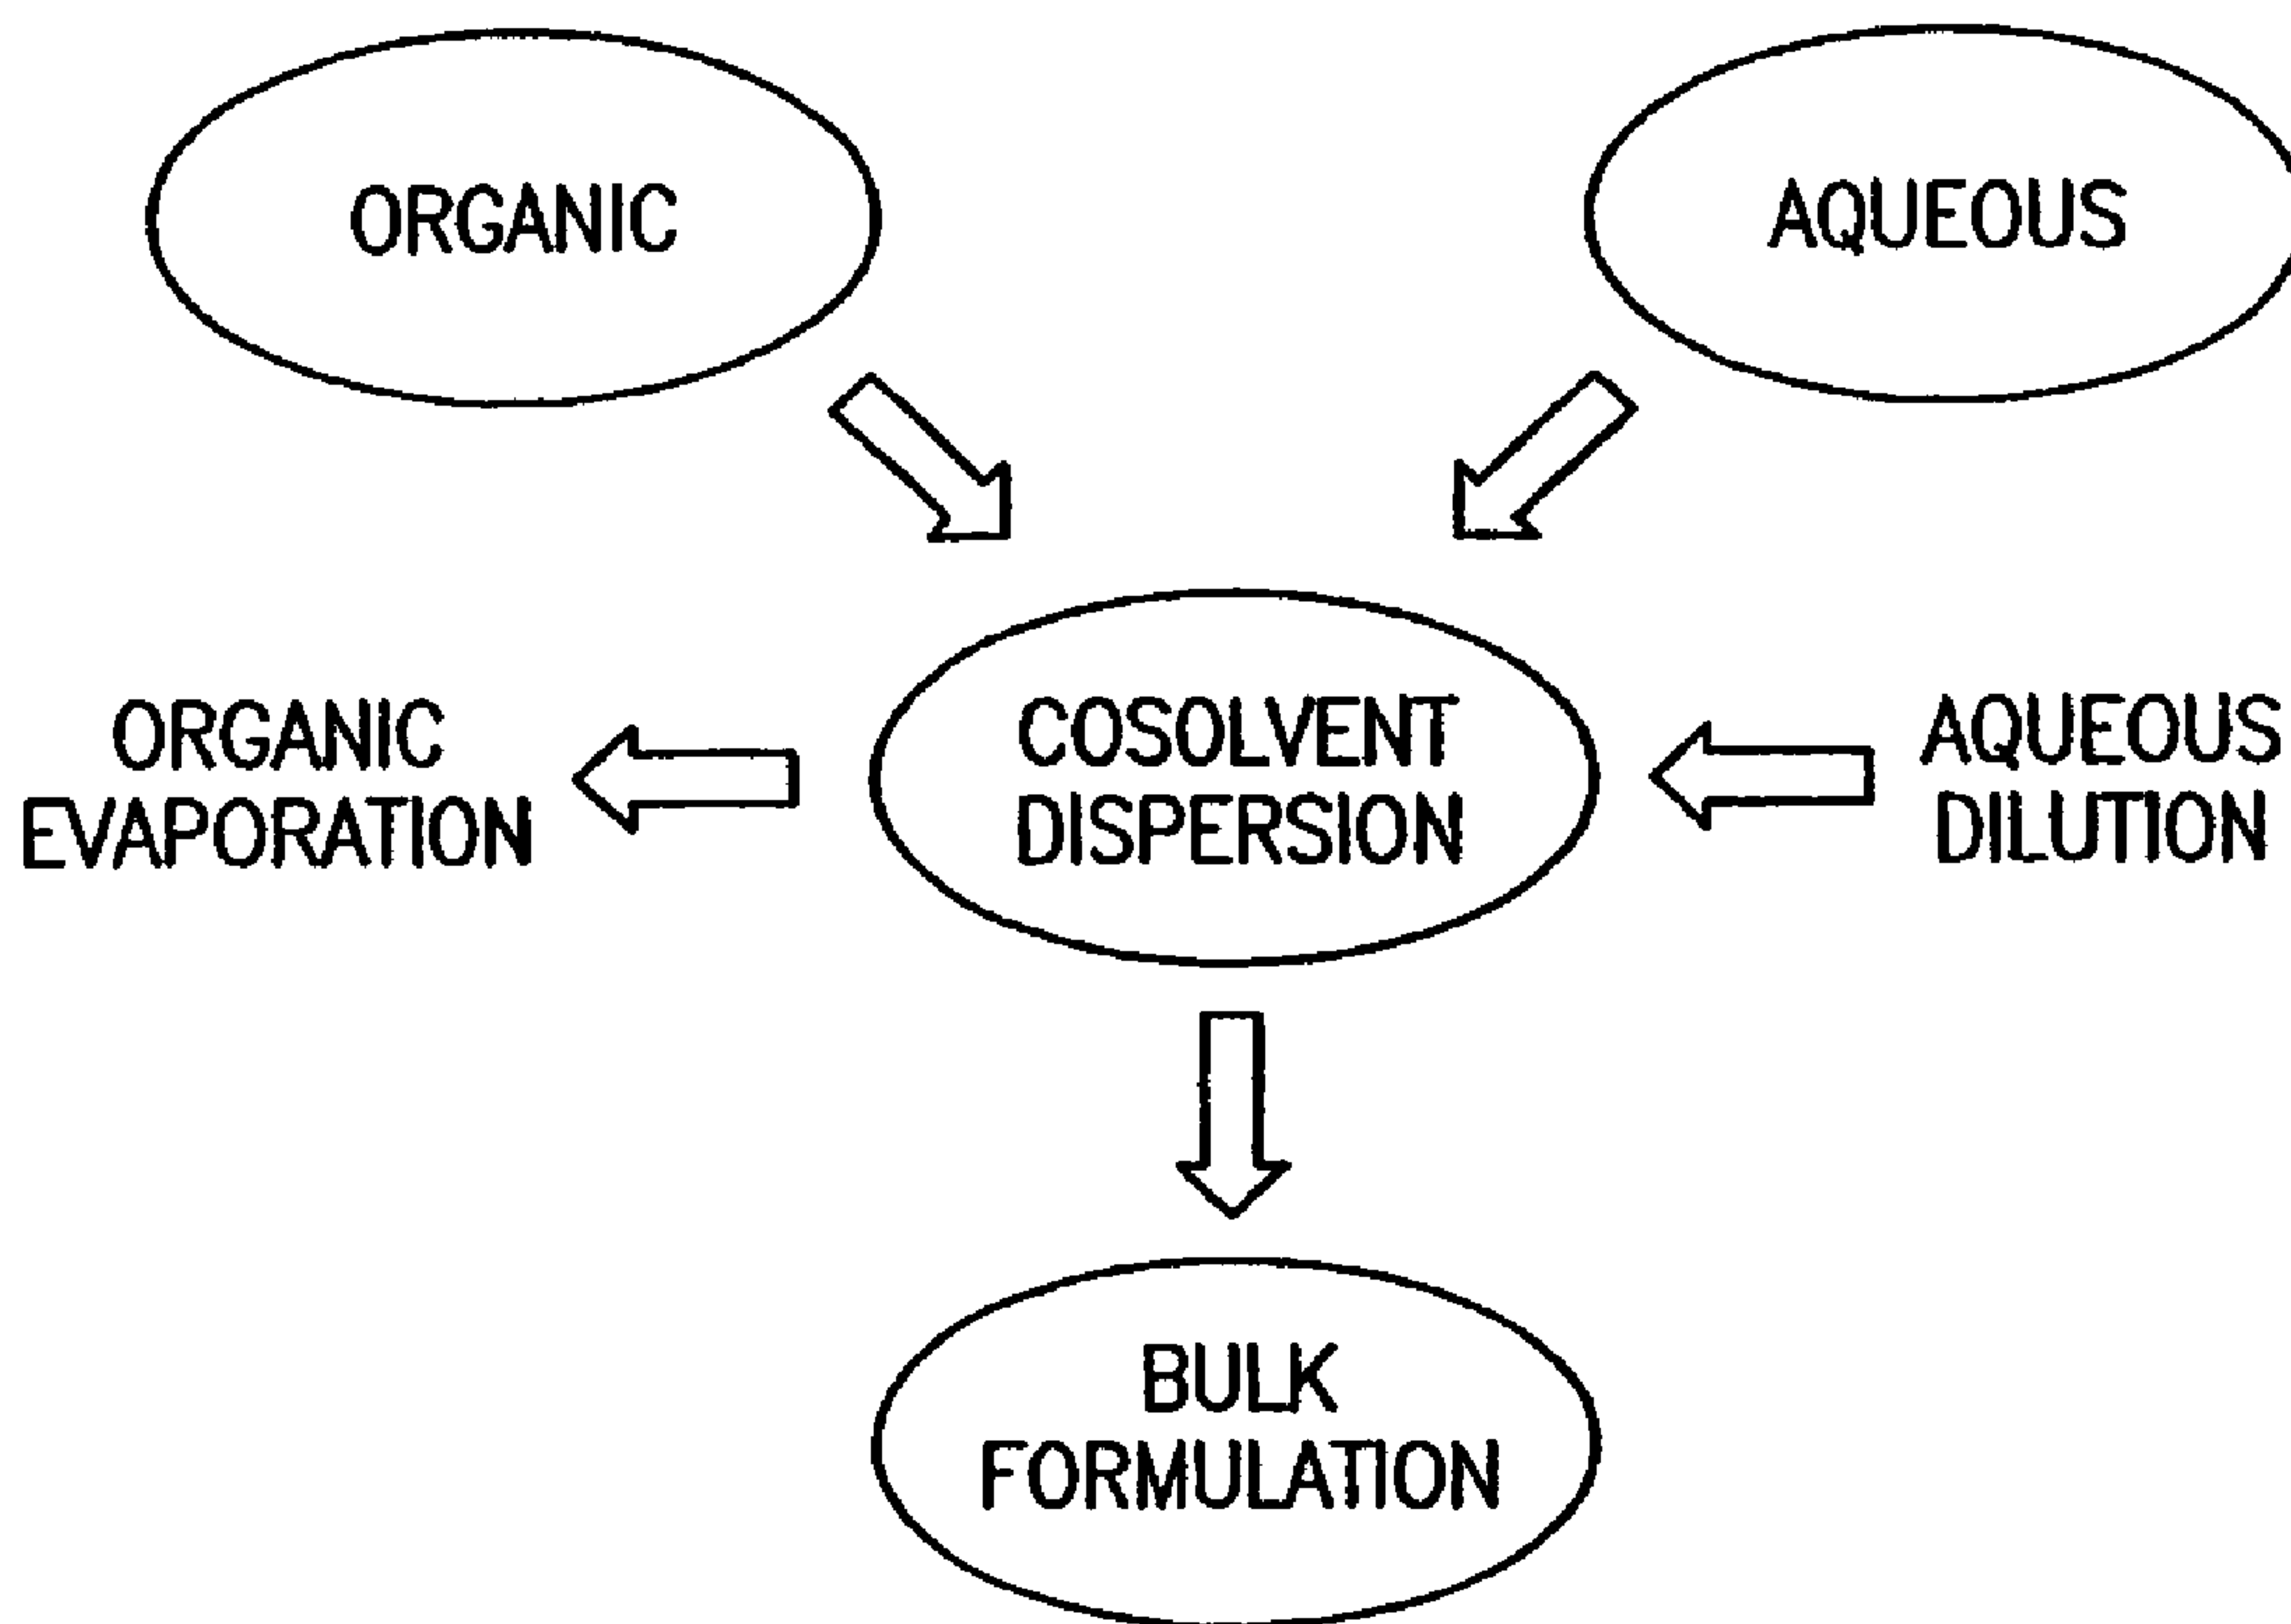 ORGANIC
AQUEOUS
ORGANIC
EVAPORATION
COSOLVENT
DISPERSION
AQUEOUS
DILUTION
BULK
FORMULATION